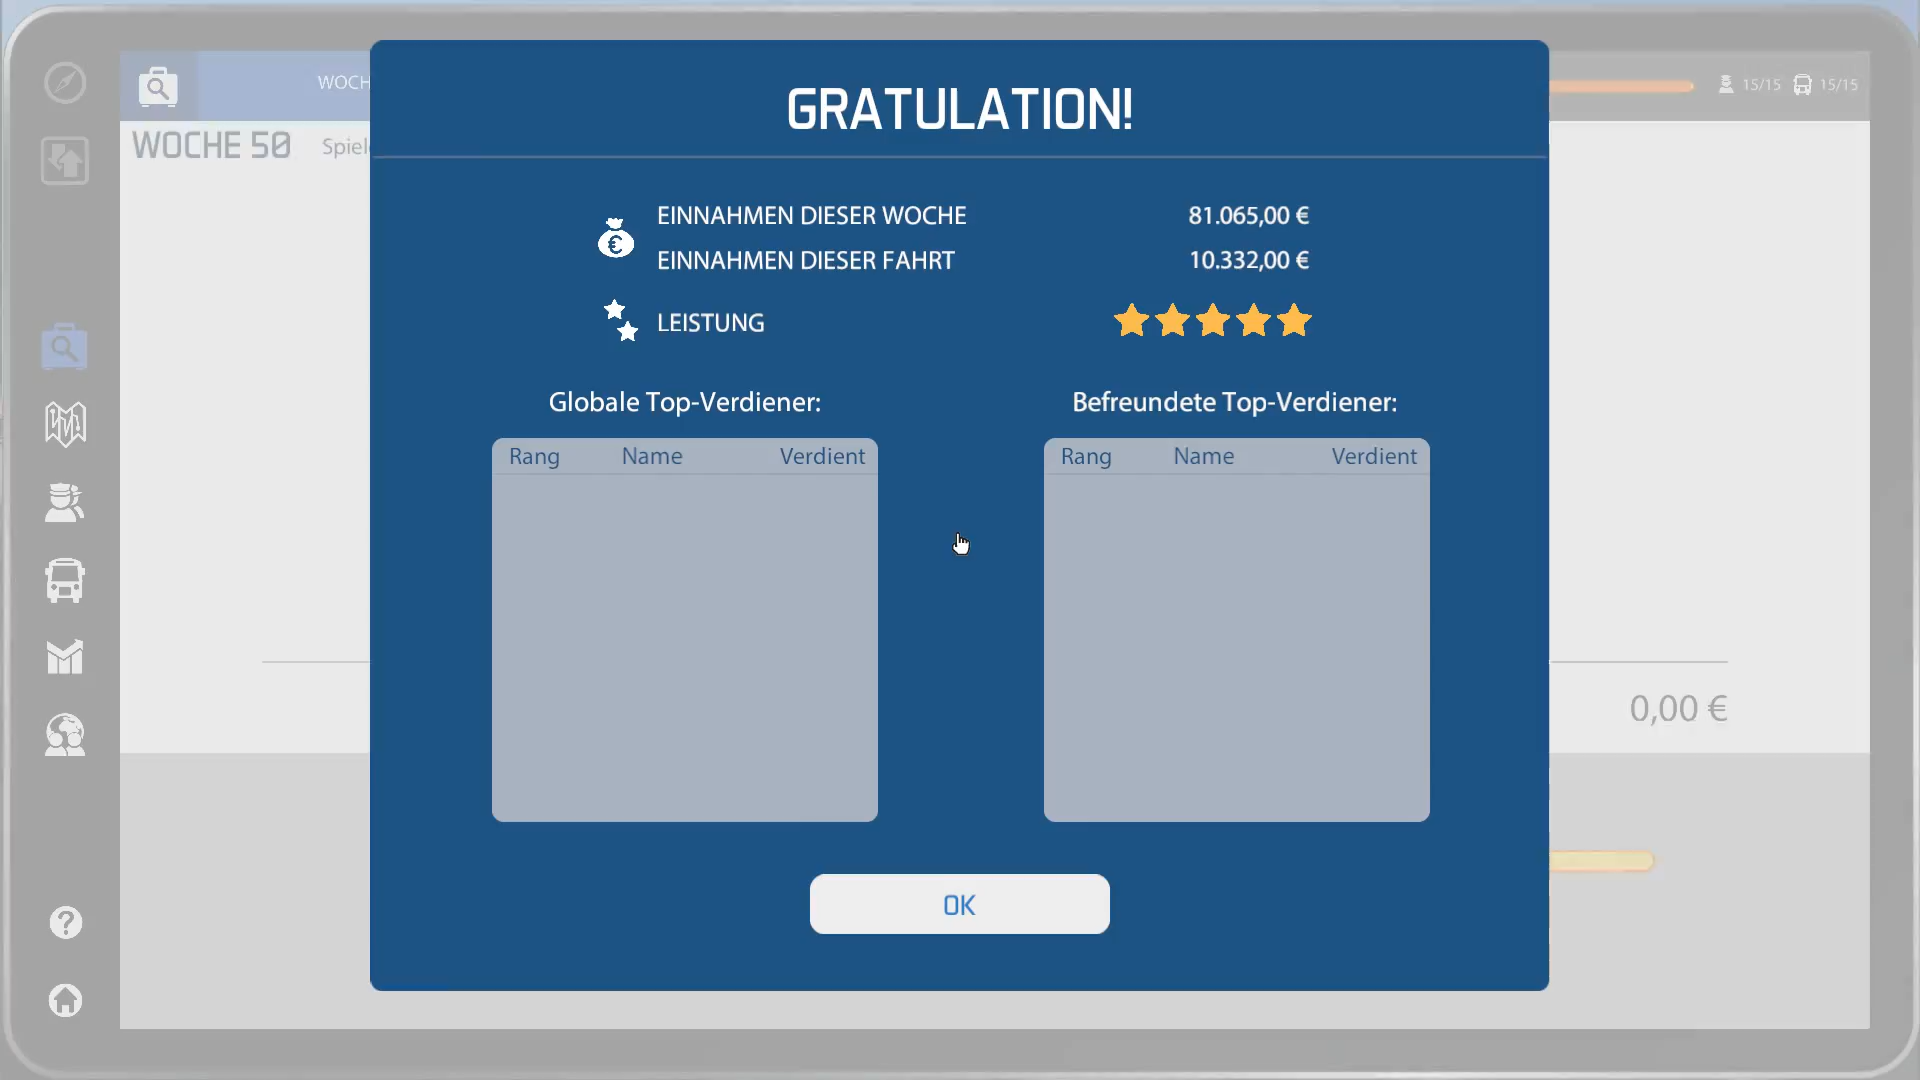 WOCH
15/15
15/15
WOCHE 50
Spiel
GRATULATION!
EINNAHMEN DIESER WOCHE 81.065,00 €
EINNAHMEN DIESER FAHRT 10.332,00 €
LEISTUNG
Globale Top-Verdiener:
Rang Name Verdient
Befreundete Top-Verdiener:
Rang Name Verdient
0,00 €
OK